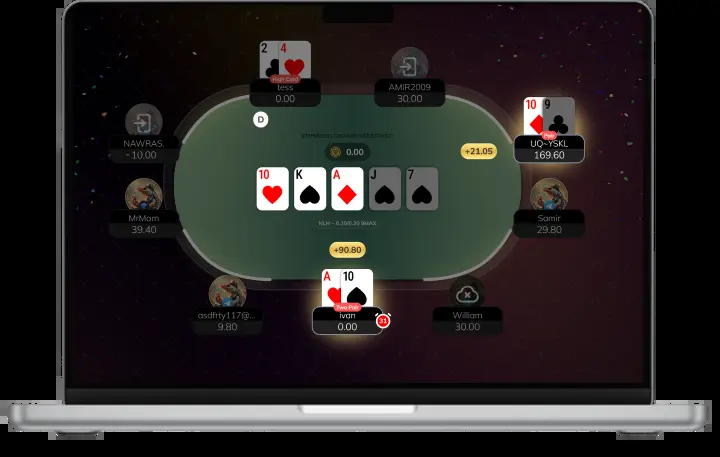 2 4
High Card
tess
0.00
AMIR2009
30.00
10 9
Pair
UQ-YSKL
169.60
D
NAWRAS.
-10.00
0.00
+21.05
10 K A J 7
MrMom
39.40
Samir
29.80
NLH ~ 0.10/0.20 9MAX
+90.80
A 10
Two Pair
Ivan
0.00
31
asdfrty117@...
9.80
William
30.00